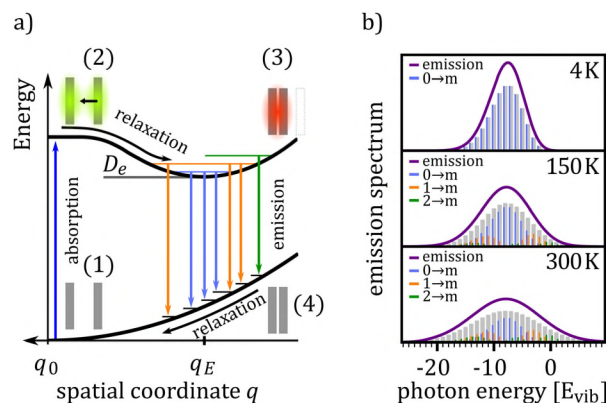 a)
(2)
(3)
Energy
relaxation
D_e
absorption
emission
(1)
(4)
relaxation
q_0
q_E
spatial coordinate q
b)
emission spectrum
emission
4 K
0→m
emission
150 K
0→m
1→m
2→m
emission
300 K
0→m
1→m
2→m
-20
-10
0
photon energy [E_vib]